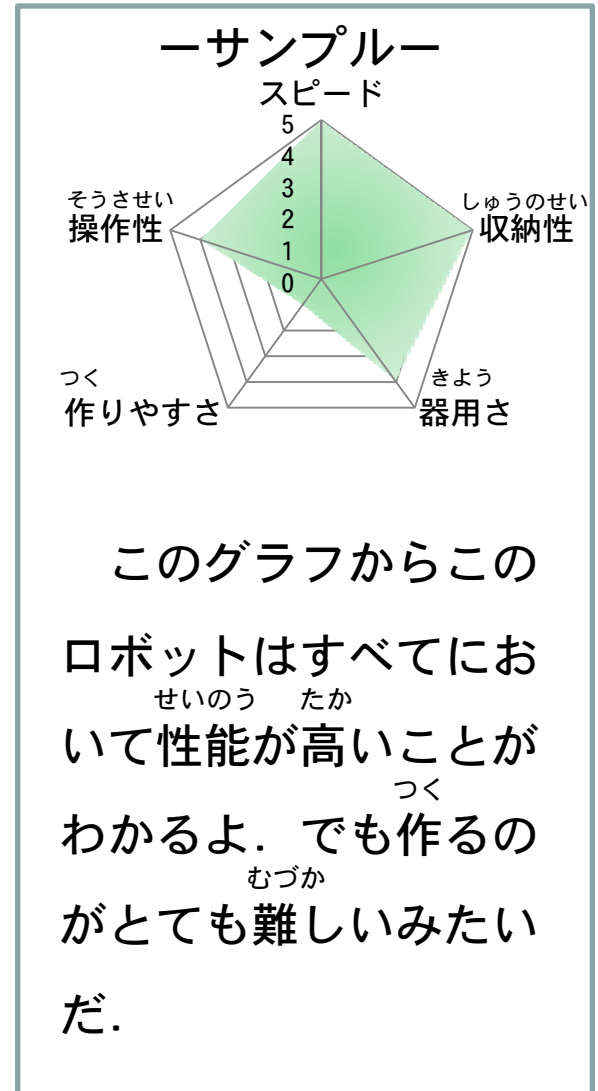 ーサンプルー
スピード
5
4
3
2
1
0
そうさせい
操作性
しゅうのせい
収納性
つく
作りやすさ
きよう
器用さ
このグラフからこの
ロボットはすべてにお
せいのう たか
いて性能が高いことが
つく
わかるよ．でも作るの
むづか
がとても難しいみたい
だ．